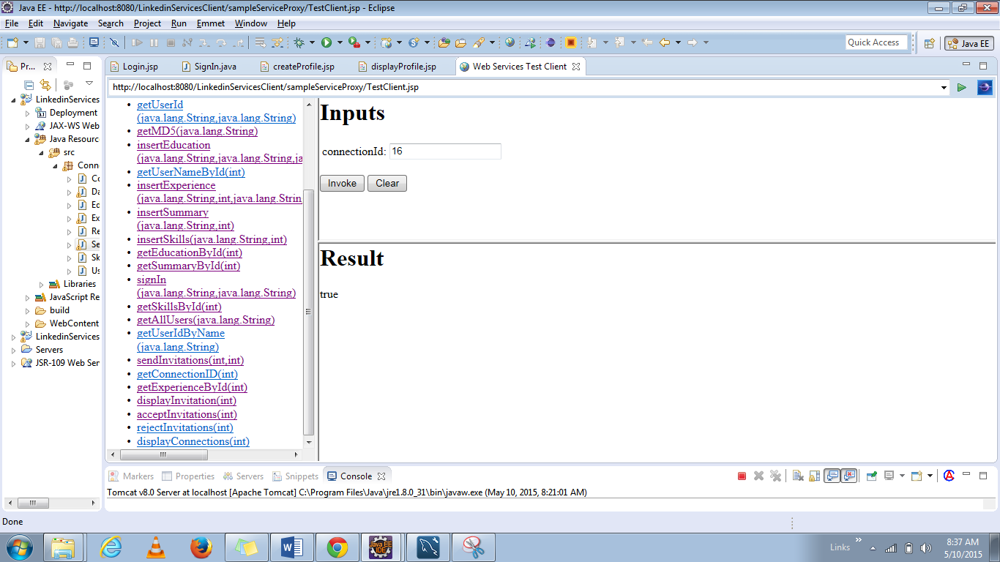 Java EE - http://localhost:8080/LinkedinServicesClient/sampleServiceProxy/TestClient.jsp - Eclipse
File Edit Navigate Search Project Run Emmet Window Help
Quick Access
Java EE
Pr...
Login.jsp
SignIn.java
createProfile.jsp
displayProfile.jsp
Web Services Test Client
http://localhost:8080/LinkedinServicesClient/sampleServiceProxy/TestClient.jsp
LinkedinServices
Deployment
JAX-WS Web
Java Resourc
src
Conn
Co
Da
Ed
Ex
Re
Se
Sk
Us
Libraries
JavaScript Re
build
WebContent
LinkedinServices
Servers
JSR-109 Web Ser
• getUserId
(java.lang.String,java.lang.String)
• getMD5(java.lang.String)
• insertEducation
(java.lang.String,java.lang.String,ja
• getUserNameById(int)
• insertExperience
(java.lang.String,int,java.lang.Strin
• insertSummary
(java.lang.String,int)
• insertSkills(java.lang.String,int)
• getEducationById(int)
• getSummaryById(int)
• signIn
(java.lang.String,java.lang.String)
• getSkillsById(int)
• getAllUsers(java.lang.String)
• getUserIdByName
(java.lang.String)
• sendInvitations(int,int)
• getConnectionID(int)
• getExperienceById(int)
• displayInvitation(int)
• acceptInvitations(int)
• rejectInvitations(int)
• displayConnections(int)
Inputs
connectionId: 16
Invoke Clear
Result
true
Markers
Properties
Servers
Snippets
Console
Tomcat v8.0 Server at localhost [Apache Tomcat] C:\Program Files\Java\jre1.8.0_31\bin\javaw.exe (May 10, 2015, 8:21:01 AM)
Done
Java EE
IDE
Links
8:37 AM
5/10/2015